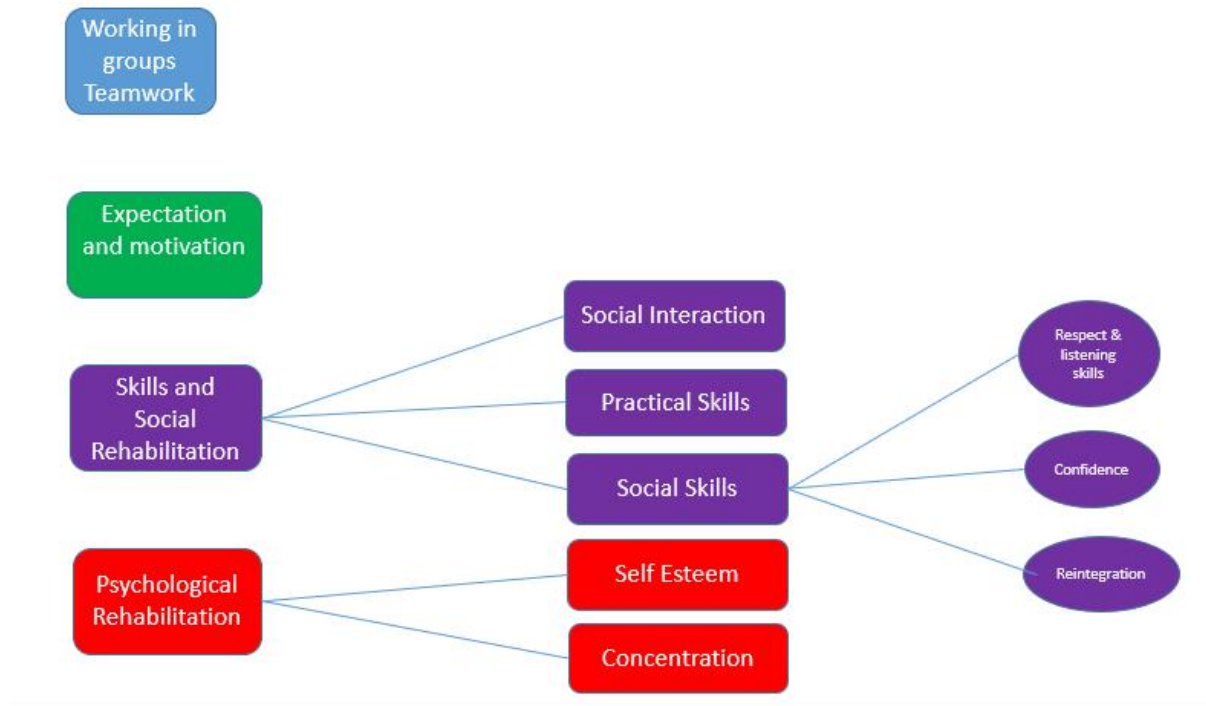 Working in
groups
Teamwork
Expectation
and motivation
Skills and
Social
Rehabilitation
Psychological
Rehabilitation
Social Interaction
Practical Skills
Social Skills
Self Esteem
Concentration
Respect &
listening
skills
Confidence
Reintegration